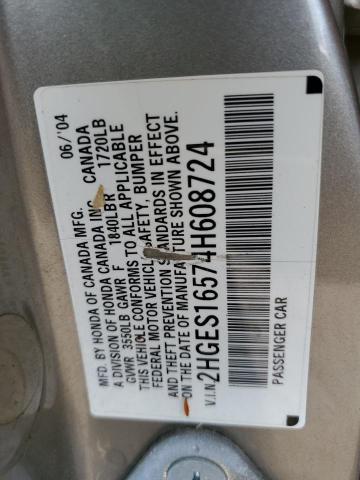 MFD. BY HONDA OF CANADA MFG. 06/'04
A DIVISION OF HONDA CANADA INC. CANADA
GVWR 3550LB GAWR F 1840LB R 1720LB
THIS VEHICLE CONFORMS TO ALL APPLICABLE
FEDERAL MOTOR VEHICLE SAFETY, BUMPER
AND THEFT PREVENTION STANDARDS IN EFFECT
ON THE DATE OF MANUFACTURE SHOWN ABOVE.
V.I.N. 2HGES16574H608724
PASSENGER CAR